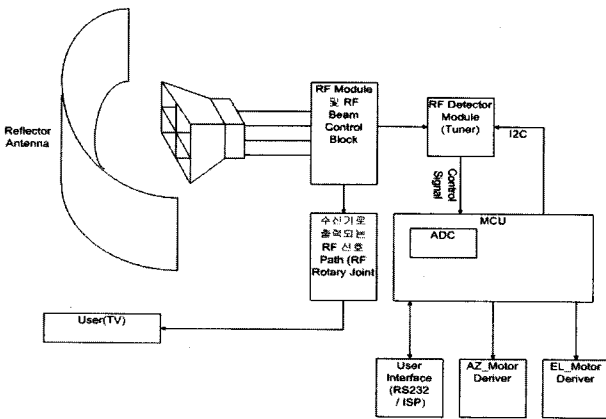 Reflector
Antenna
RF Module
및 RF
Beam
Control
Block
RF Detector
Module
(Tuner)
I2C
Control
Signal
MCU
ADC
수신기로
출력되는
RF 신호
Path (RF
Rotary Joint
User(TV)
User
Interface
(RS232
/ ISP)
AZ_Motor
Deriver
EL_Motor
Deriver